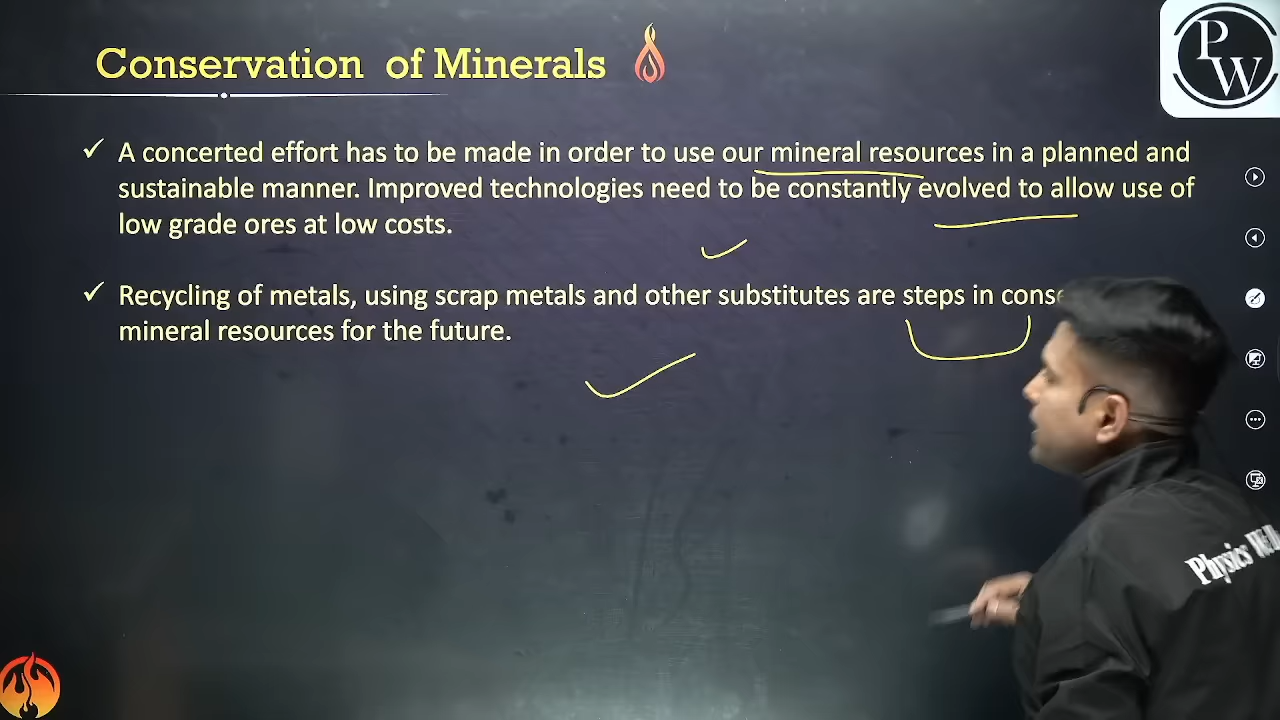 Conservation of Minerals
PW
✓ A concerted effort has to be made in order to use our mineral resources in a planned and
sustainable manner. Improved technologies need to be constantly evolved to allow use of
low grade ores at low costs.
✓ Recycling of metals, using scrap metals and other substitutes are steps in
mineral resources for the future.
Physics